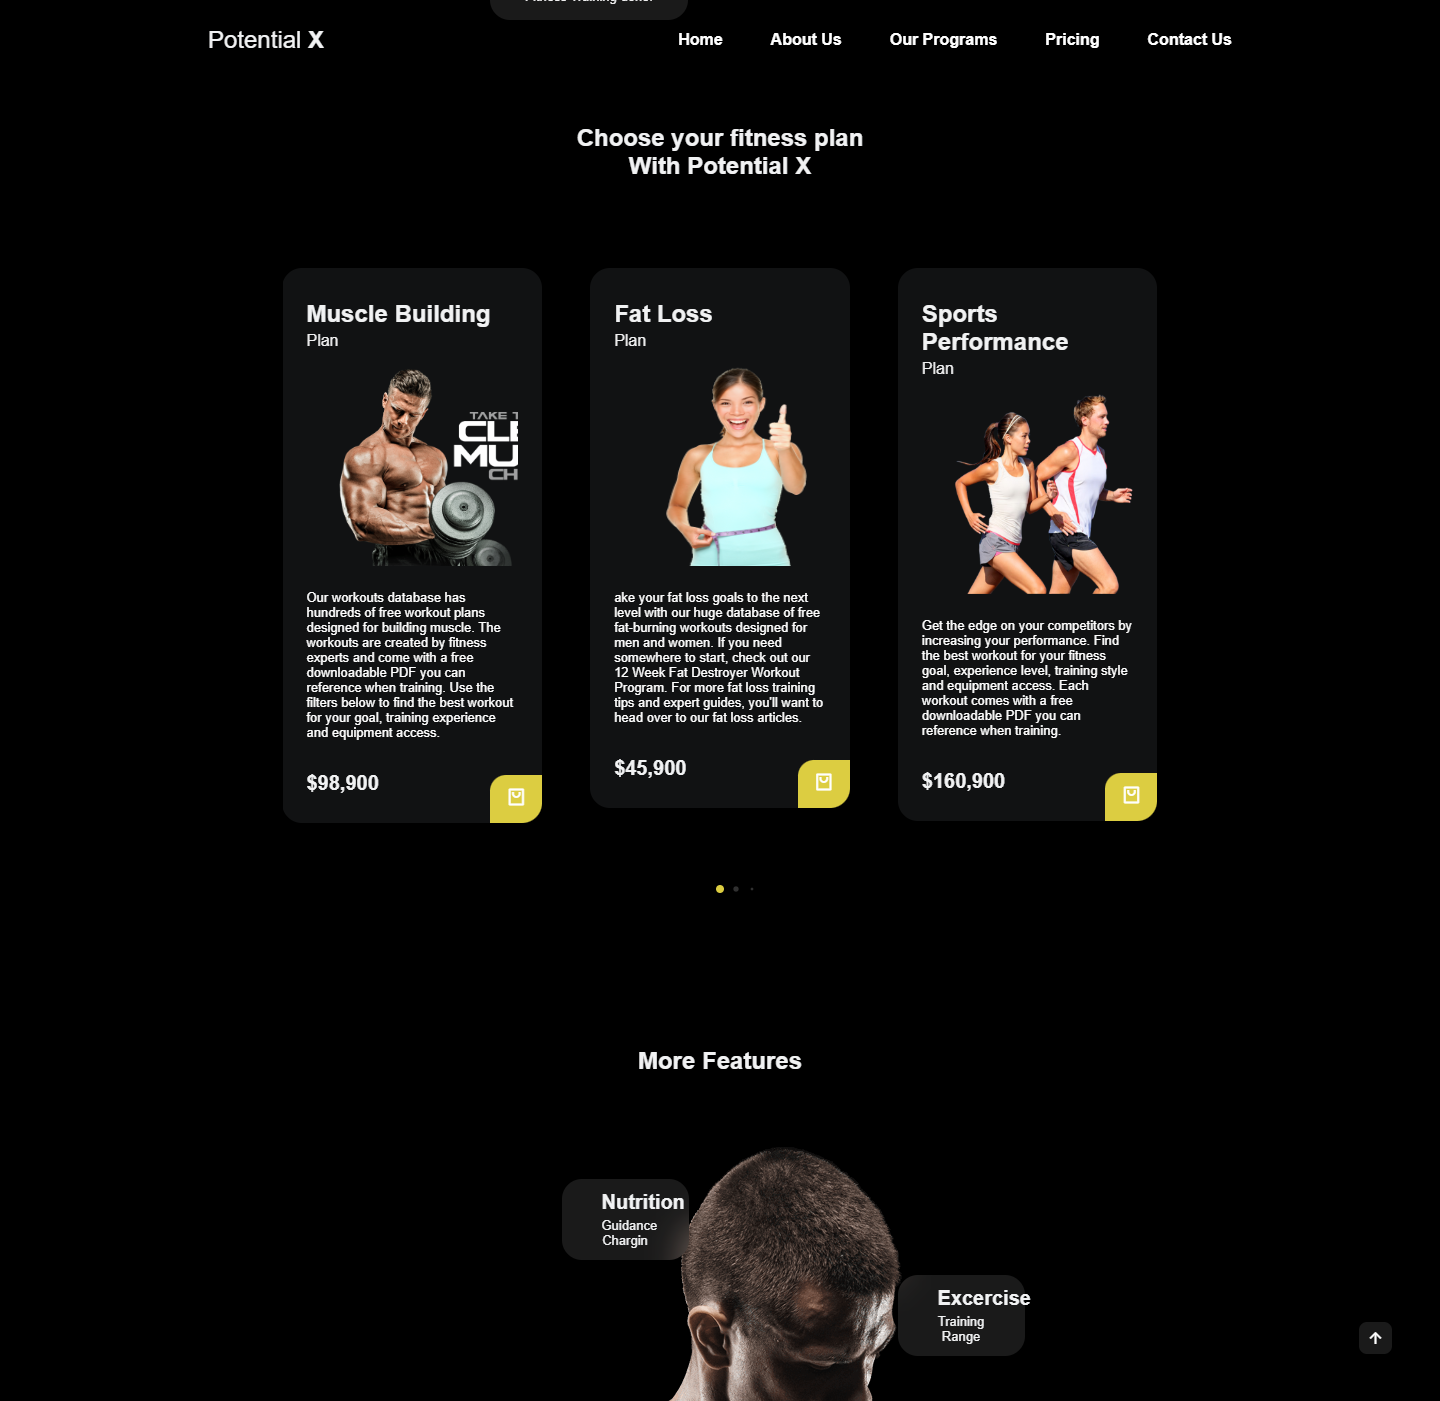 Potential X
Home
About Us
Our Programs
Pricing
Contact Us
Choose your fitness plan
With Potential X
Muscle Building
Plan
TAKE T
CLE
MU
CH
Our workouts database has
hundreds of free workout plans
designed for building muscle. The
workouts are created by fitness
experts and come with a free
downloadable PDF you can
reference when training. Use the
filters below to find the best workout
for your goal, training experience
and equipment access.
$98,900
Fat Loss
Plan
ake your fat loss goals to the next
level with our huge database of free
fat-burning workouts designed for
men and women. If you need
somewhere to start, check out our
12 Week Fat Destroyer Workout
Program. For more fat loss training
tips and expert guides, you'll want to
head over to our fat loss articles.
$45,900
Sports
Performance
Plan
Get the edge on your competitors by
increasing your performance. Find
the best workout for your fitness
goal, experience level, training style
and equipment access. Each
workout comes with a free
downloadable PDF you can
reference when training.
$160,900
More Features
Nutrition
Guidance
Chargin
Excercise
Training
Range